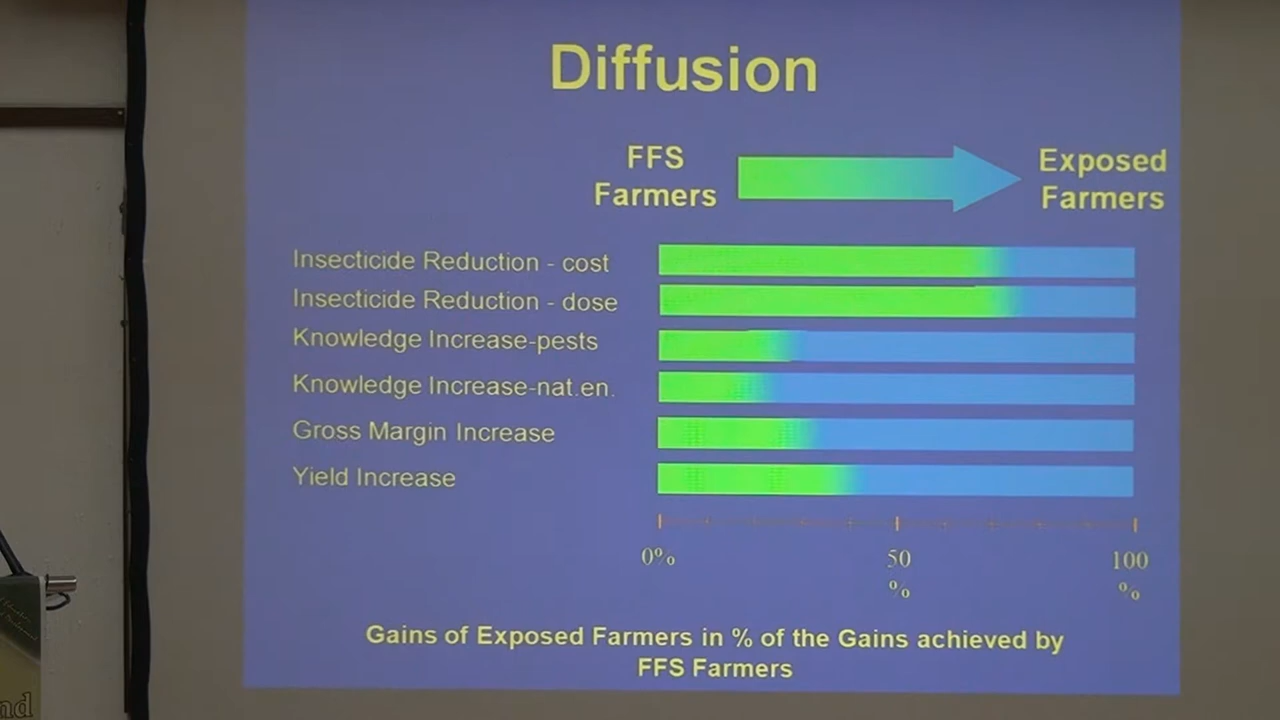 Diffusion
FFS
Farmers
Exposed
Farmers
Insecticide Reduction - cost
Insecticide Reduction - dose
Knowledge Increase-pests
Knowledge Increase-nat.en.
Gross Margin Increase
Yield Increase
0%
50
%
100
%
Gains of Exposed Farmers in % of the Gains achieved by
FFS Farmers
nd